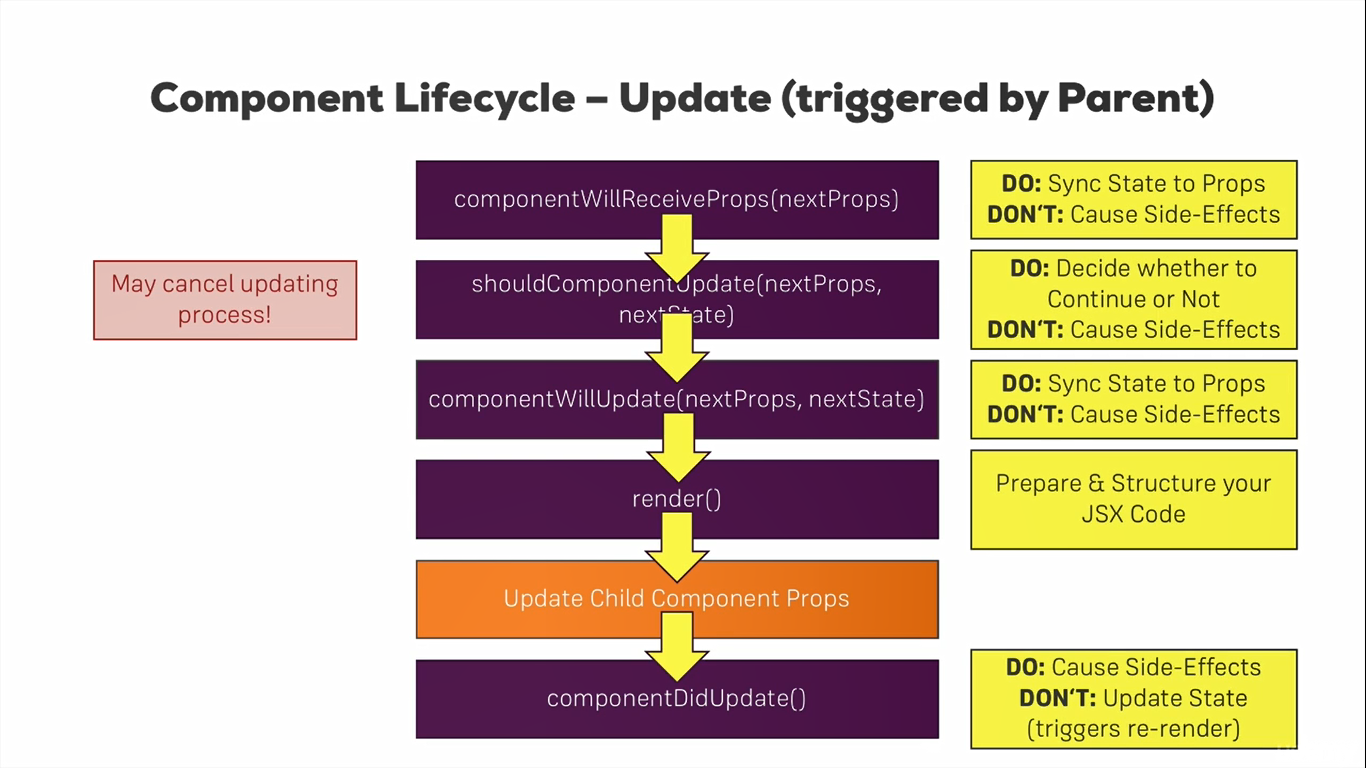 Component Lifecycle – Update (triggered by Parent)
componentWillReceiveProps(nextProps)
DO: Sync State to Props
DON‘T: Cause Side-Effects
May cancel updating
process!
shouldComponentUpdate(nextProps,
nextState)
DO: Decide whether to
Continue or Not
DON‘T: Cause Side-Effects
componentWillUpdate(nextProps, nextState)
DO: Sync State to Props
DON‘T: Cause Side-Effects
render()
Prepare & Structure your
JSX Code
Update Child Component Props
componentDidUpdate()
DO: Cause Side-Effects
DON‘T: Update State
(triggers re-render)